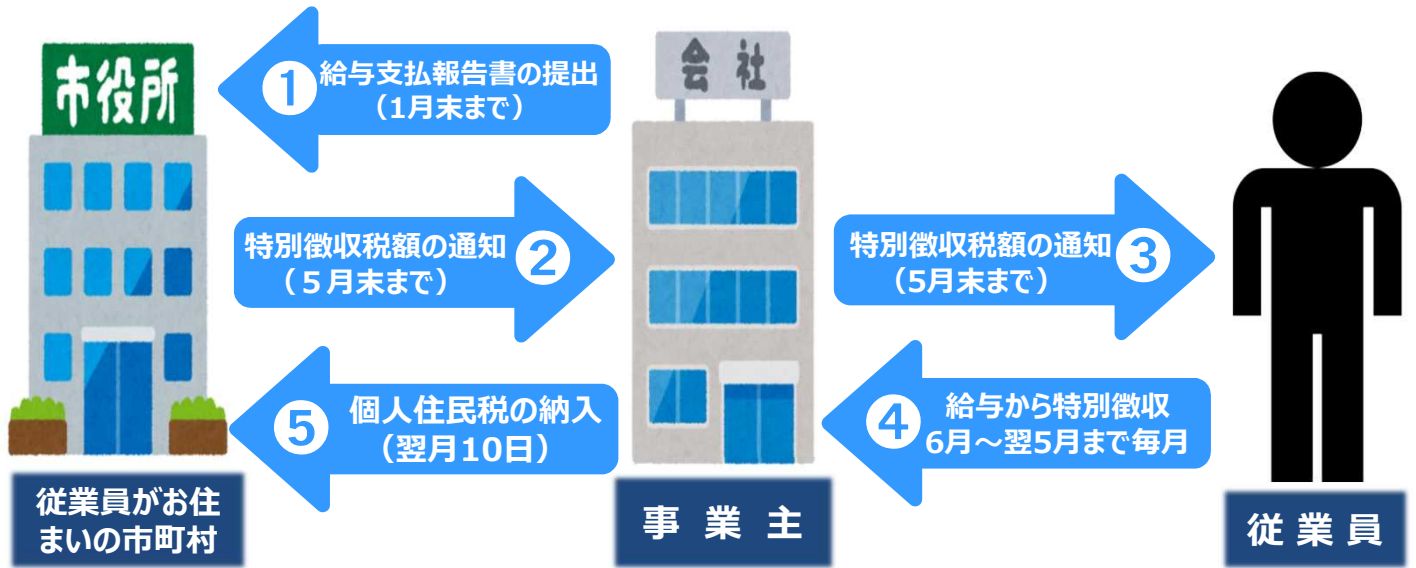 市役所
会社
❶ 給与支払報告書の提出
（1月末まで）
特別徴収税額の通知 ❷
（５月末まで）
特別徴収税額の通知 ❸
（5月末まで）
給与から特別徴収
❹ 6月～翌5月まで毎月
❺ 個人住民税の納入
（翌月10日）
従業員がお住
まいの市町村
事業主
従業員